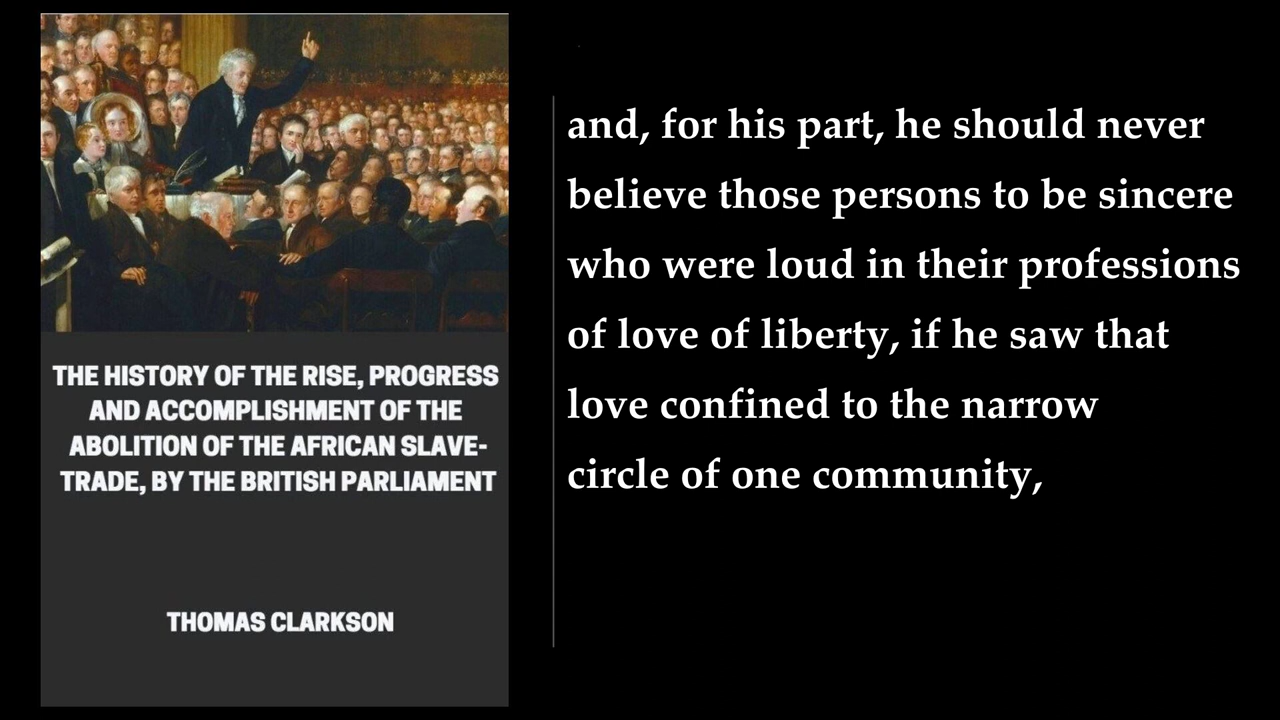 THE HISTORY OF THE RISE, PROGRESS
AND ACCOMPLISHMENT OF THE
ABOLITION OF THE AFRICAN SLAVE-
TRADE, BY THE BRITISH PARLIAMENT
THOMAS CLARKSON
and, for his part, he should never
believe those persons to be sincere
who were loud in their professions
of love of liberty, if he saw that
love confined to the narrow
circle of one community,